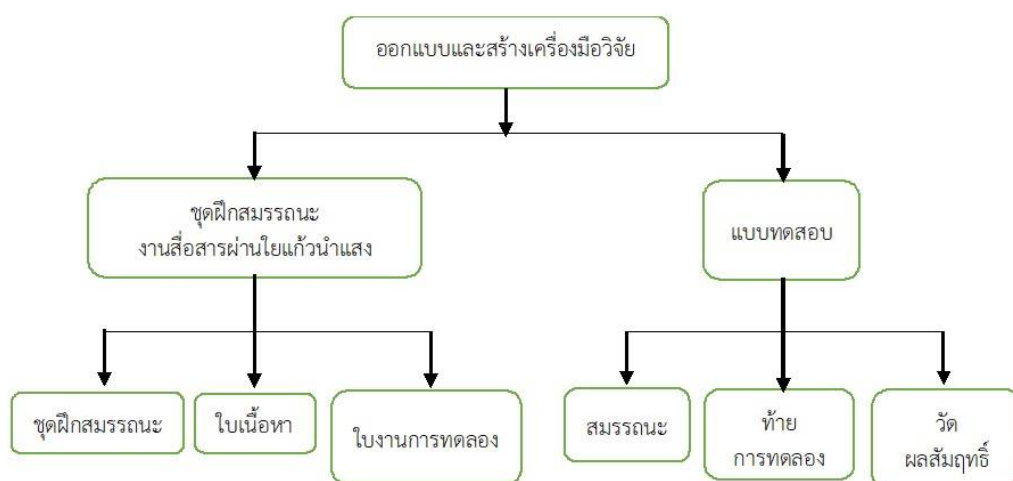 ออกแบบและสร้างเครื่องมือวิจัย
ชุดฝึกสมรรถนะ
งานสื่อสารผ่านใยแก้วนำแสง
แบบทดสอบ
ชุดฝึกสมรรถนะ
ใบเนื้อหา
ใบงานการทดลอง
สมรรถนะ
ท้าย
การทดลอง
วัด
ผลสัมฤทธิ์